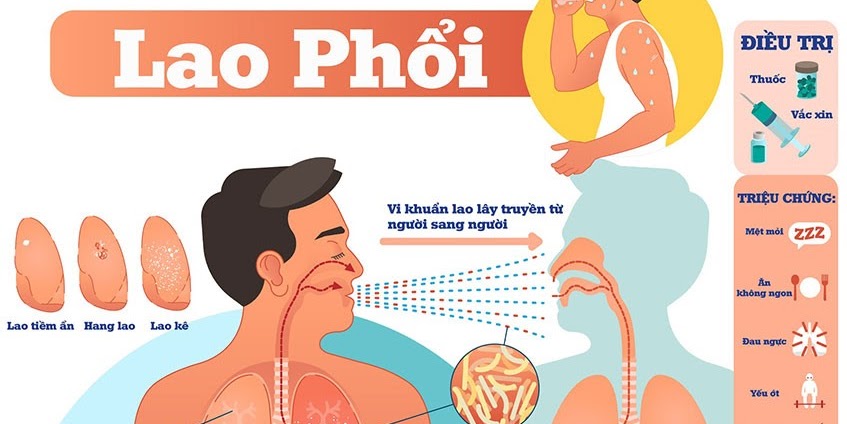 Lao Phổi
ĐIỀU TRỊ
Thuốc
Vắc xin
Vi khuẩn lao lây truyền từ
người sang người
Lao tiềm ẩn
Hang lao
Lao kê
TRIỆU CHỨNG:
Mệt mỏi
ZZZ
Ăn
không ngon
Đau ngực
Yếu ớt